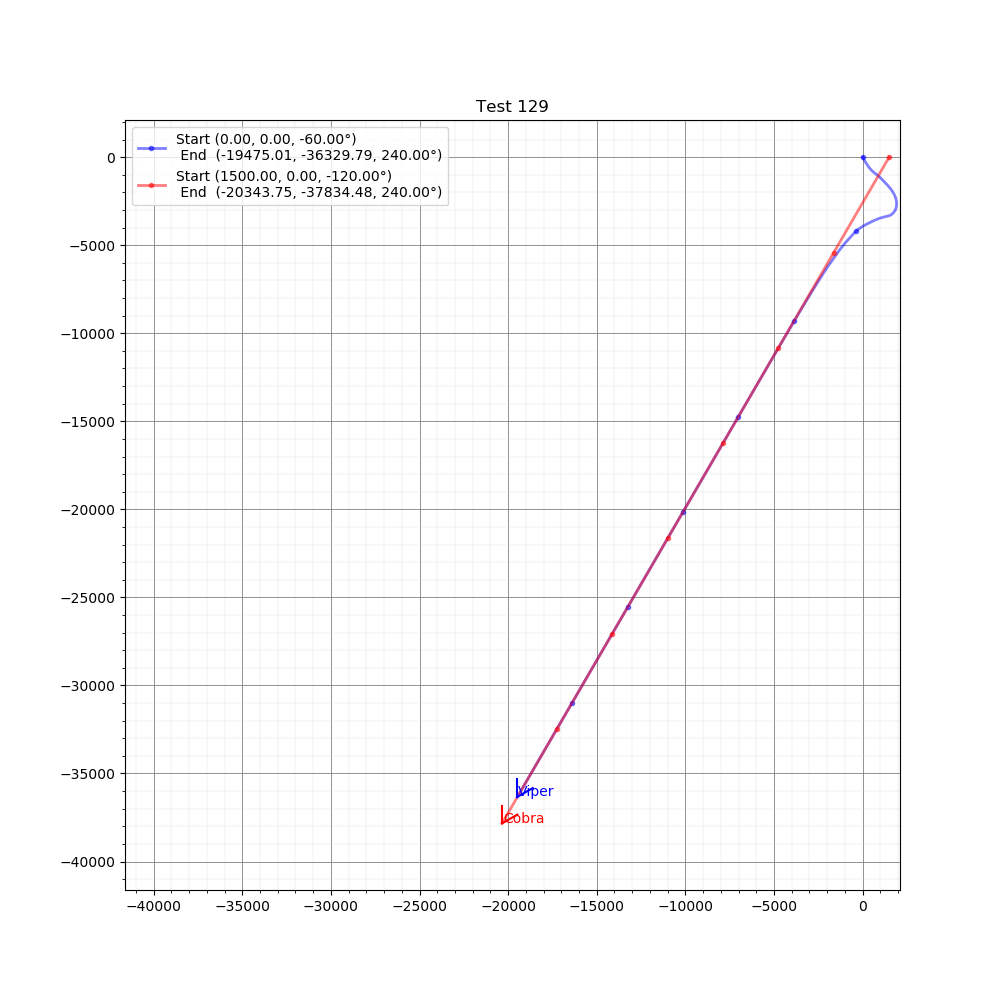 Test 129
Start (0.00, 0.00, -60.00°)
End (-19475.01, -36329.79, 240.00°)
Start (1500.00, 0.00, -120.00°)
End (-20343.75, -37834.48, 240.00°)
0
−5000
−10000
−15000
−20000
−25000
−30000
−35000
−40000
Viper
Cobra
−40000 −35000 −30000 −25000 −20000 −15000 −10000 −5000 0